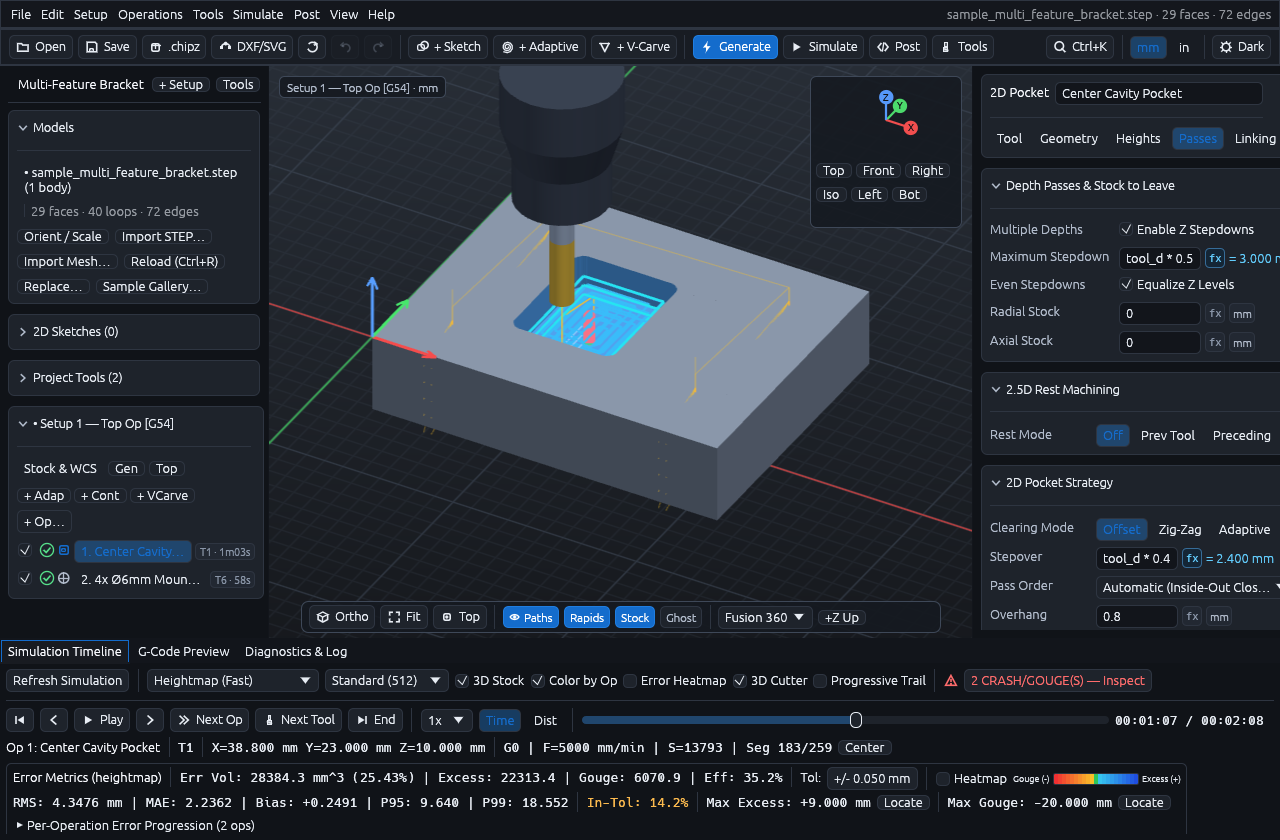 File Edit Setup Operations Tools Simulate Post View Help
sample_multi_feature_bracket.step · 29 faces · 72 edges
Open Save .chipz DXF/SVG + Sketch + Adaptive + V-Carve Generate Simulate Post Tools Ctrl+K mm in Dark
Multi-Feature Bracket + Setup Tools
Models
• sample_multi_feature_bracket.step
(1 body)
29 faces · 40 loops · 72 edges
Orient / Scale Import STEP...
Import Mesh... Reload (Ctrl+R)
Replace... Sample Gallery...
2D Sketches (0)
Project Tools (2)
• Setup 1 — Top Op [G54]
Stock & WCS Gen Top
+ Adap + Cont + VCarve
+ Op...
1. Center Cavity... T1 · 1m03s
2. 4x Ø6mm Moun... T6 · 58s
Setup 1 — Top Op [G54] · mm
Z
Y
X
Top Front Right
Iso Left Bot
Ortho Fit Top Paths Rapids Stock Ghost Fusion 360 +Z Up
2D Pocket Center Cavity Pocket
Tool Geometry Heights Passes Linking
Depth Passes & Stock to Leave
Multiple Depths Enable Z Stepdowns
Maximum Stepdown tool_d * 0.5 fx = 3.000
Even Stepdowns Equalize Z Levels
Radial Stock 0 fx mm
Axial Stock 0 fx mm
2.5D Rest Machining
Rest Mode Off Prev Tool Preceding
2D Pocket Strategy
Clearing Mode Offset Zig-Zag Adaptive
Stepover tool_d * 0.4 fx = 2.400 mm
Pass Order Automatic (Inside-Out Clos...
Overhang 0.8 fx mm
Simulation Timeline G-Code Preview Diagnostics & Log
Refresh Simulation Heightmap (Fast) Standard (512) 3D Stock Color by Op Error Heatmap 3D Cutter Progressive Trail 2 CRASH/GOUGE(S) — Inspect
Play Next Op Next Tool End 1x Time Dist 00:01:07 / 00:02:08
Op 1: Center Cavity Pocket T1 X=38.800 mm Y=23.000 mm Z=10.000 mm G0 | F=5000 mm/min | S=13793 | Seg 183/259 Center
Error Metrics (heightmap) Err Vol: 28384.3 mm^3 (25.43%) | Excess: 22313.4 | Gouge: 6070.9 | Eff: 35.2% Tol: +/- 0.050 mm Heatmap Gouge (-) Excess (+)
RMS: 4.3476 mm | MAE: 2.2362 | Bias: +0.2491 | P95: 9.640 | P99: 18.552 In-Tol: 14.2% Max Excess: +9.000 mm Locate Max Gouge: -20.000 mm Locate
Per-Operation Error Progression (2 ops)